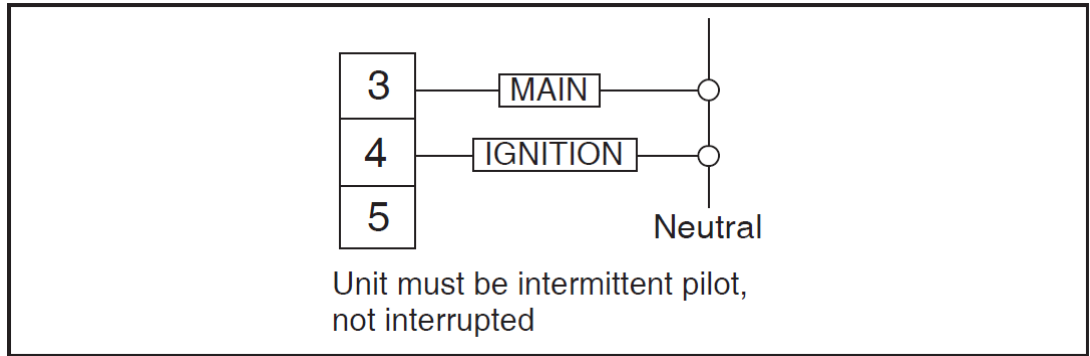 3 MAIN
4 IGNITION
5
Neutral
Unit must be intermittent pilot,
not interrupted